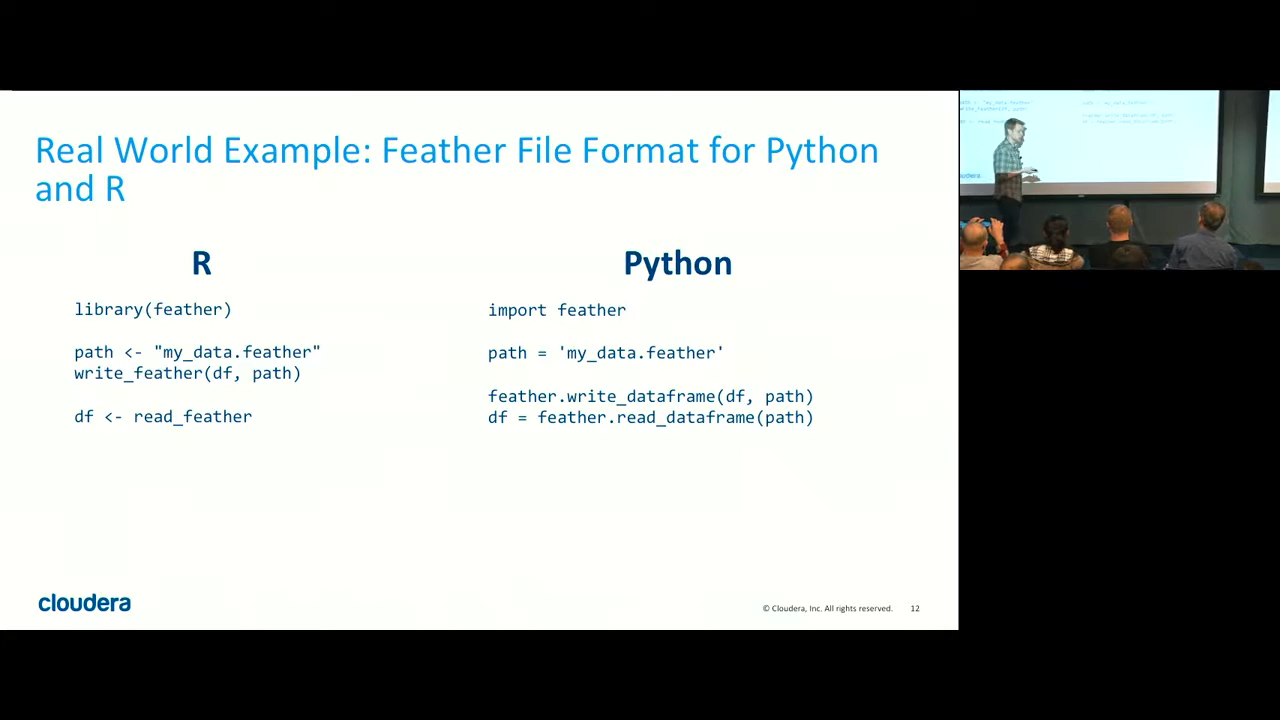 Real World Example: Feather File Format for Python
and R
R
library(feather)
path <- "my_data.feather"
write_feather(df, path)
df <- read_feather
Python
import feather
path = 'my_data.feather'
feather.write_dataframe(df, path)
df = feather.read_dataframe(path)
cloudera
© Cloudera, Inc. All rights reserved. 12